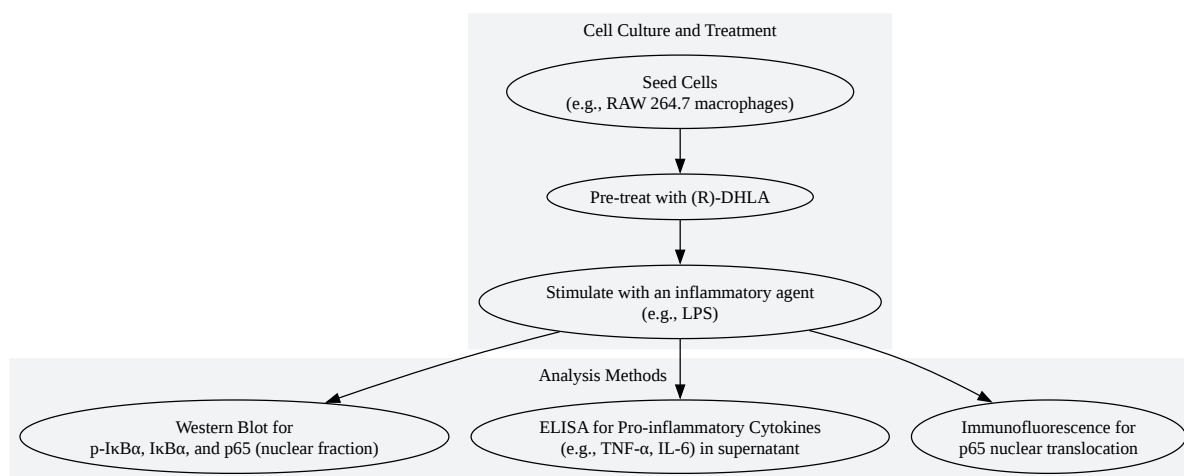 Cell Culture and Treatment
Seed Cells
(e.g., RAW 264.7 macrophages)
Pre-treat with (R)-DHLA
Stimulate with an inflammatory agent
(e.g., LPS)
Analysis Methods
Western Blot for
p-IκBα, IκBα, and p65 (nuclear fraction)
ELISA for Pro-inflammatory Cytokines
(e.g., TNF-α, IL-6) in supernatant
Immunofluorescence for
p65 nuclear translocation